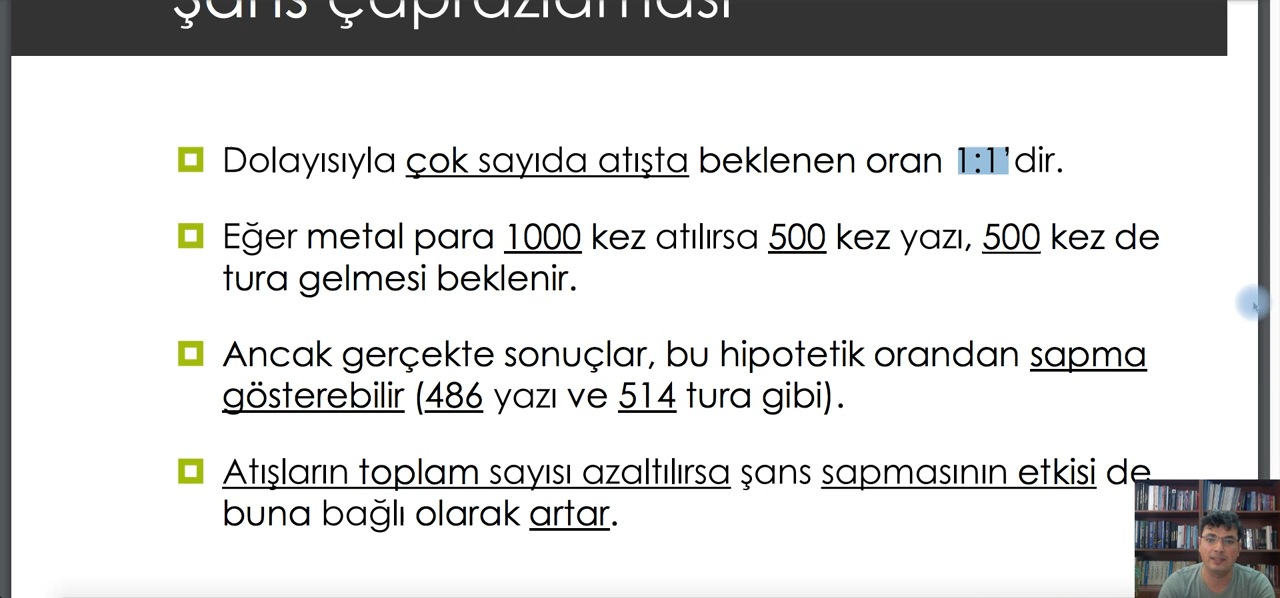 Şans çaprazlaması
Dolayısıyla çok sayıda atışta beklenen oran 1:1'dir.
Eğer metal para 1000 kez atılırsa 500 kez yazı, 500 kez de
tura gelmesi beklenir.
Ancak gerçekte sonuçlar, bu hipotetik orandan sapma
gösterebilir (486 yazı ve 514 tura gibi).
Atışların toplam sayısı azaltılırsa şans sapmasının etkisi de
buna bağlı olarak artar.